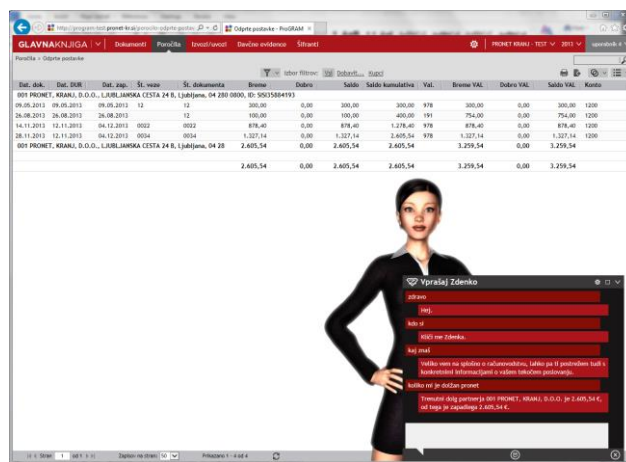 Odprte postavke - ProGRAM
GLAVNAKNJIGA Dokumenti Poročila Izvozi/uvozi Davčne evidence Šifranti PRONET KRANJ - TEST 2013
Poročila > Odprte postavke
Izbor filtrov: Vsi Dobavit... Kupci
Dat. dok. Dat. DUR Dat. zap. Št. veze Št. dokumenta Breme Dobro Saldo Saldo kumulativa Val. Breme VAL Dobro VAL Saldo VAL Konto
001 PRONET, KRANJ, D.O.O., LJUBLJANSKA CESTA 24 B, Ljubljana, 04 280 0800, ID: SI5135884193
09.05.2013 09.05.2013 09.05.2013 12 12 300,00 0,00 300,00 300,00 978 300,00 0,00 300,00 1200
26.08.2013 26.08.2013 26.08.2013 12 100,00 0,00 100,00 400,00 191 754,00 0,00 754,00 1200
14.11.2013 12.11.2013 04.12.2013 0022 0022 878,40 0,00 878,40 1.278,40 978 878,40 0,00 878,40 1200
28.11.2013 12.11.2013 04.12.2013 0034 0034 1.327,14 0,00 1.327,14 2.605,54 978 1.327,14 0,00 1.327,14 1200
001 PRONET, KRANJ, D.O.O., LJUBLJANSKA CESTA 24 B, Ljubljana, 04 28 2.605,54 0,00 2.605,54 2.605,54 3.259,54 0,00 3.259,54
2.605,54 0,00 2.605,54 2.605,54 3.259,54 0,00 3.259,54
Vprašaj Zdenko
zdravo
Hej.
kdo si
Kliči me Zdenka.
kaj znaš
Veliko vem na splošno o računovodstvu, lahko pa ti postrežem tudi s
konkretnimi informacijami o vašem tekočem poslovanju.
koliko mi je dolžan pronet
Trenutni dolg partnerja 001 PRONET, KRANJ, D.O.O. je 2.605,54 €,
od tega je zapadlega 2.605,54 €.
Stran 1 od 1 Zapisov na stran: 50 Prikazano 1 - 4 od 4